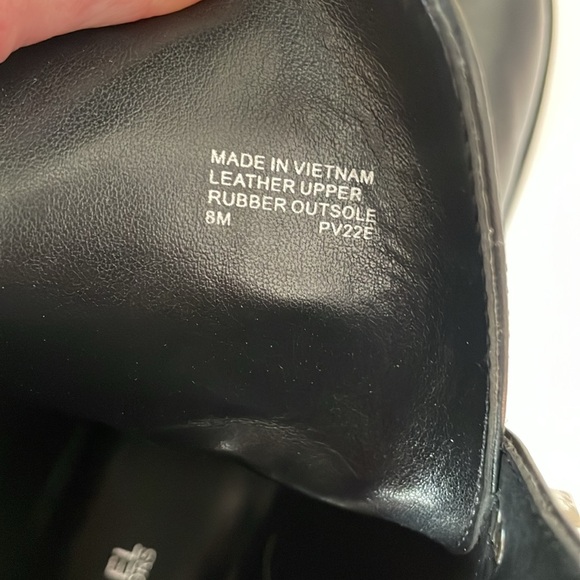 MADE IN VIETNAM
LEATHER UPPER
RUBBER OUTSOLE
8M PV22E